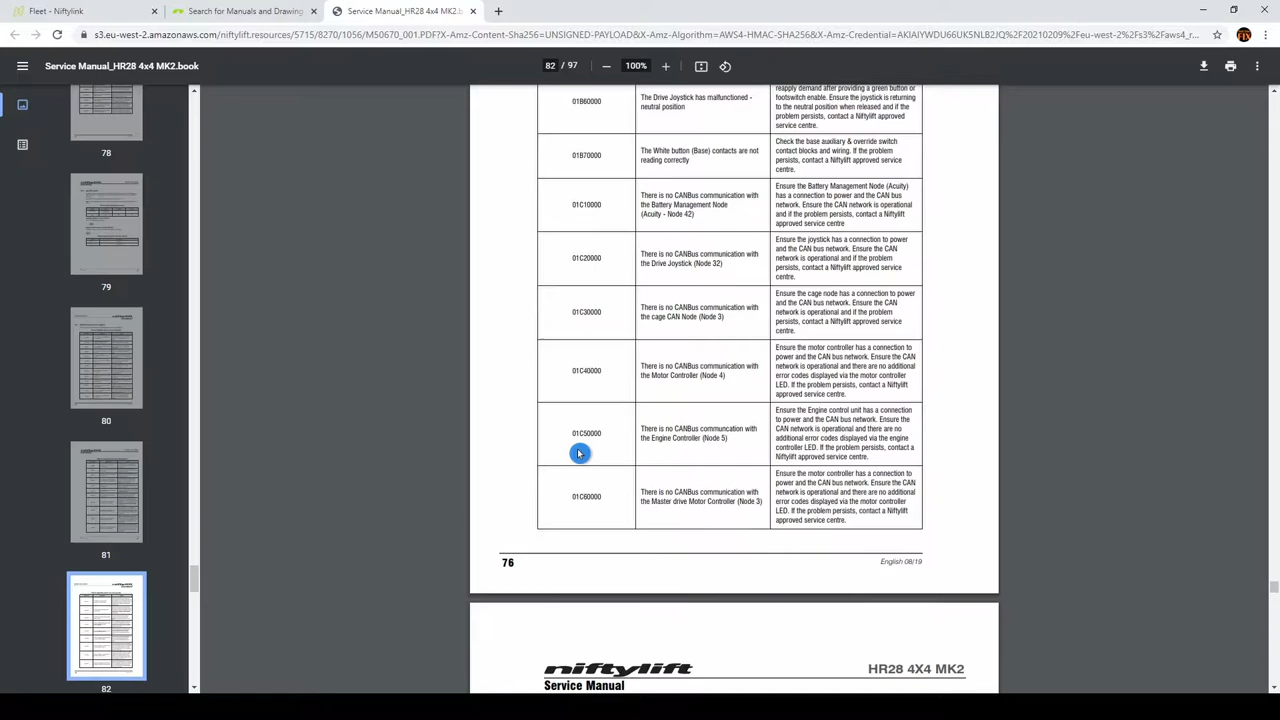 Fleet - Niftylink
Search for Manuals and Drawing
Service Manual_HR28 4x4 MK2.b
s3.eu-west-2.amazonaws.com/niftylift.resources/5715/8270/1056/M50670_001.PDF?X-Amz-Content-Sha256=UNSIGNED-PAYLOAD&X-Amz-Algorithm=AWS4-HMAC-SHA256&X-Amz-Credential=AKIAIYWDU66UK5NLB2JQ%2F20210209%2Feu-west-2%2Fs3%2Faws4_r...
Service Manual_HR28 4x4 MK2.book
82 / 97
100%
78
79
80
81
82
01B60000
The Drive Joystick has malfunctioned -
neutral position
reapply demand after providing a green button or
footswitch enable. Ensure the joystick is returning
to the neutral position when released and if the
problem persists, contact a Niftylift approved
service centre.
01B70000
The White button (Base) contacts are not
reading correctly
Check the base auxiliary & override switch
contact blocks and wiring. If the problem
persists, contact a Niftylift approved service
centre.
01C10000
There is no CANBus communication with
the Battery Management Node
(Acuity - Node 42)
Ensure the Battery Management Node (Acuity)
has a connection to power and the CAN bus
network. Ensure the CAN network is operational
and if the problem persists, contact a Niftylift
approved service centre
01C20000
There is no CANBus communication with
the Drive Joystick (Node 32)
Ensure the joystick has a connection to power
and the CAN bus network. Ensure the CAN
network is operational and if the problem
persists, contact a Niftylift approved service
centre.
01C30000
There is no CANBus communication with
the cage CAN Node (Node 3)
Ensure the cage node has a connection to power
and the CAN bus network. Ensure the CAN
network is operational and if the problem
persists, contact a Niftylift approved service
centre.
01C40000
There is no CANBus communication with
the Motor Controller (Node 4)
Ensure the motor controller has a connection to
power and the CAN bus network. Ensure the CAN
network is operational and there are no additional
error codes displayed via the motor controller
LED. If the problem persists, contact a Niftylift
approved service centre.
01C50000
There is no CANBus communcation with
the Engine Controller (Node 5)
Ensure the Engine control unit has a connection
to power and the CAN bus network. Ensure the
CAN network is operational and there are no
additional error codes displayed via the engine
controller LED. If the problem persists, contact a
Niftylift approved service centre.
01C60000
There is no CANBus communication with
the Master drive Motor Controller (Node 3)
Ensure the motor controller has a connection to
power and the CAN bus network. Ensure the CAN
network is operational and there are no additional
error codes displayed via the motor controller
LED. If the problem persists, contact a Niftylift
approved service centre.
76
English 08/19
niftylift
HR28 4X4 MK2
Service Manual